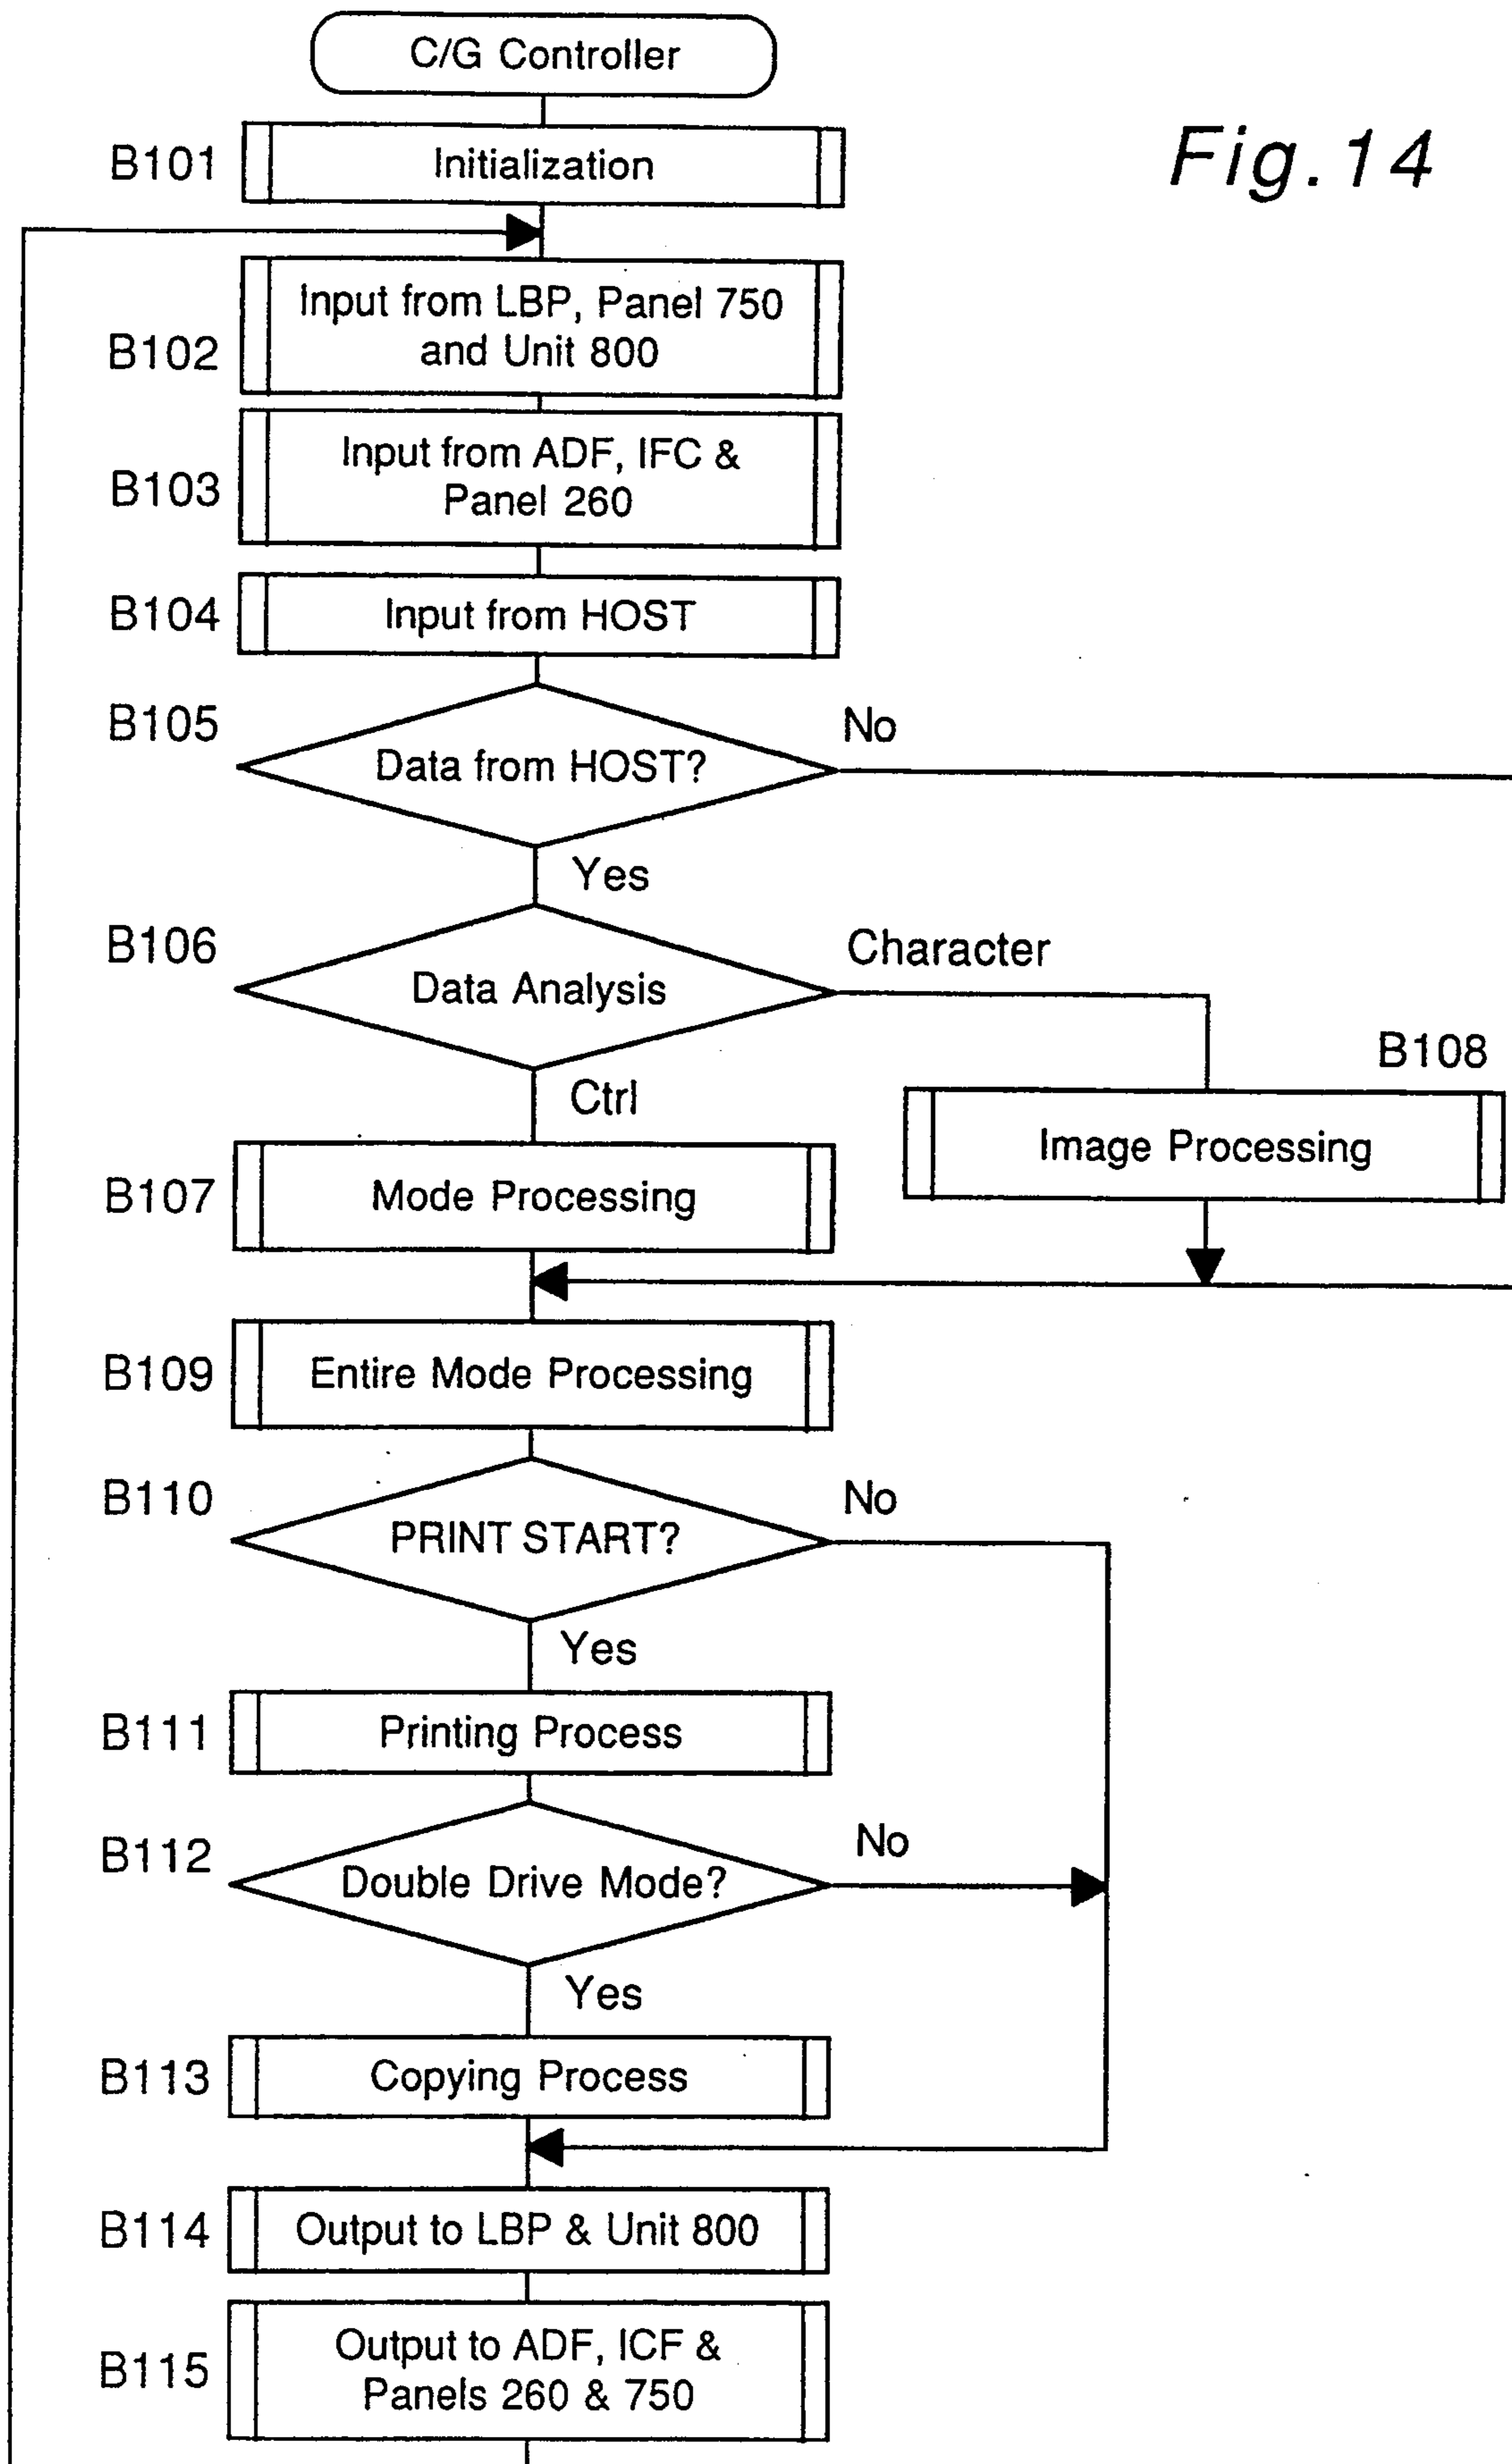 C/G Controller
Fig.14
B101
Initialization
Input from LBP, Panel 750
and Unit 800
B102
Input from ADF, IFC &
Panel 260
B103
B104
Input from HOST
B105
No
Data from HOST?
Yes
B106
Character
Data Analysis
B108
Ctrl
Image Processing
B107
Mode Processing
B109
Entire Mode Processing
B110
No
PRINT START?
Yes
B111
Printing Process
B112
No
Double Drive Mode?
Yes
B113
Copying Process
B114
Output to LBP & Unit 800
Output to ADF, ICF &
B115
Panels 260 & 750